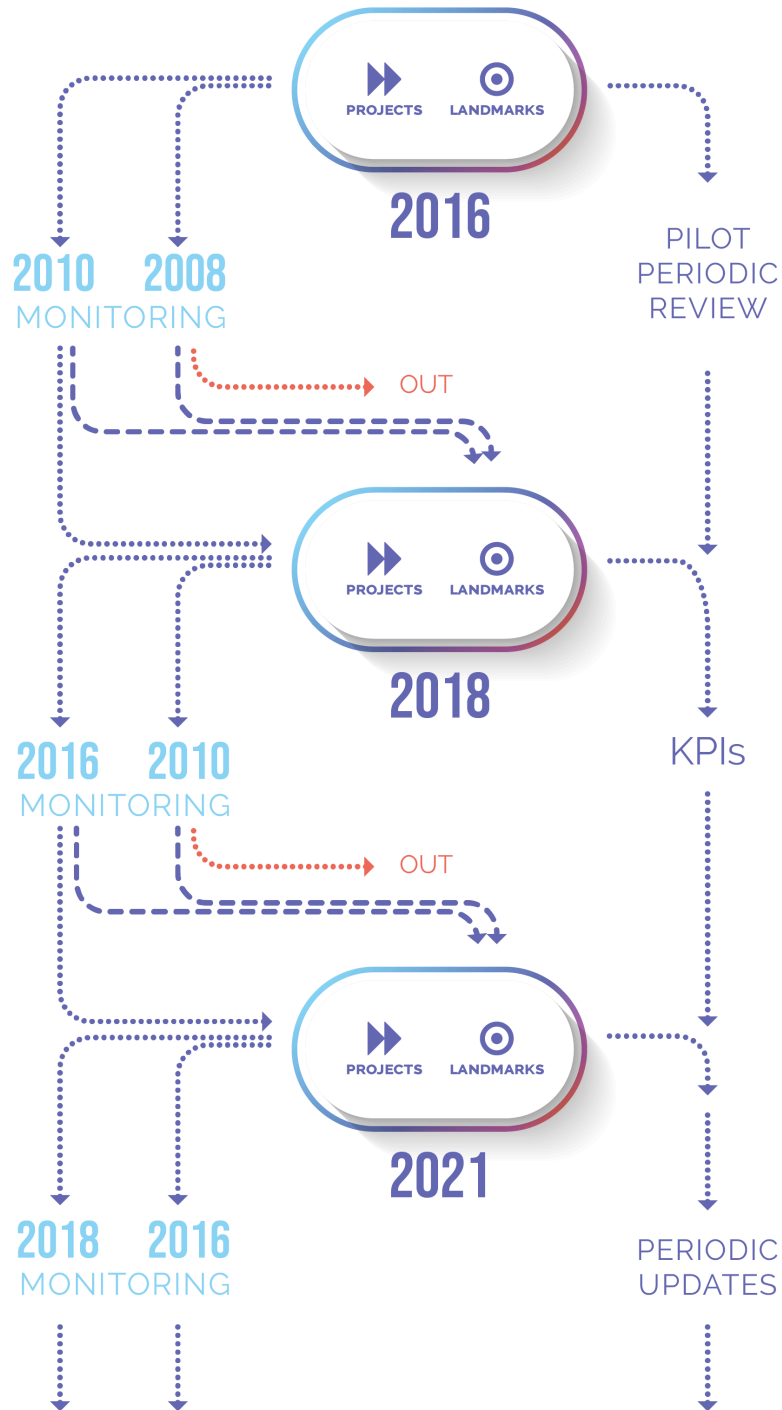 PROJECTS LANDMARKS
2016
PILOT
PERIODIC
REVIEW
2010 2008
MONITORING
OUT
PROJECTS LANDMARKS
2018
KPIs
2016 2010
MONITORING
OUT
PROJECTS LANDMARKS
2021
2018 2016
MONITORING
PERIODIC
UPDATES